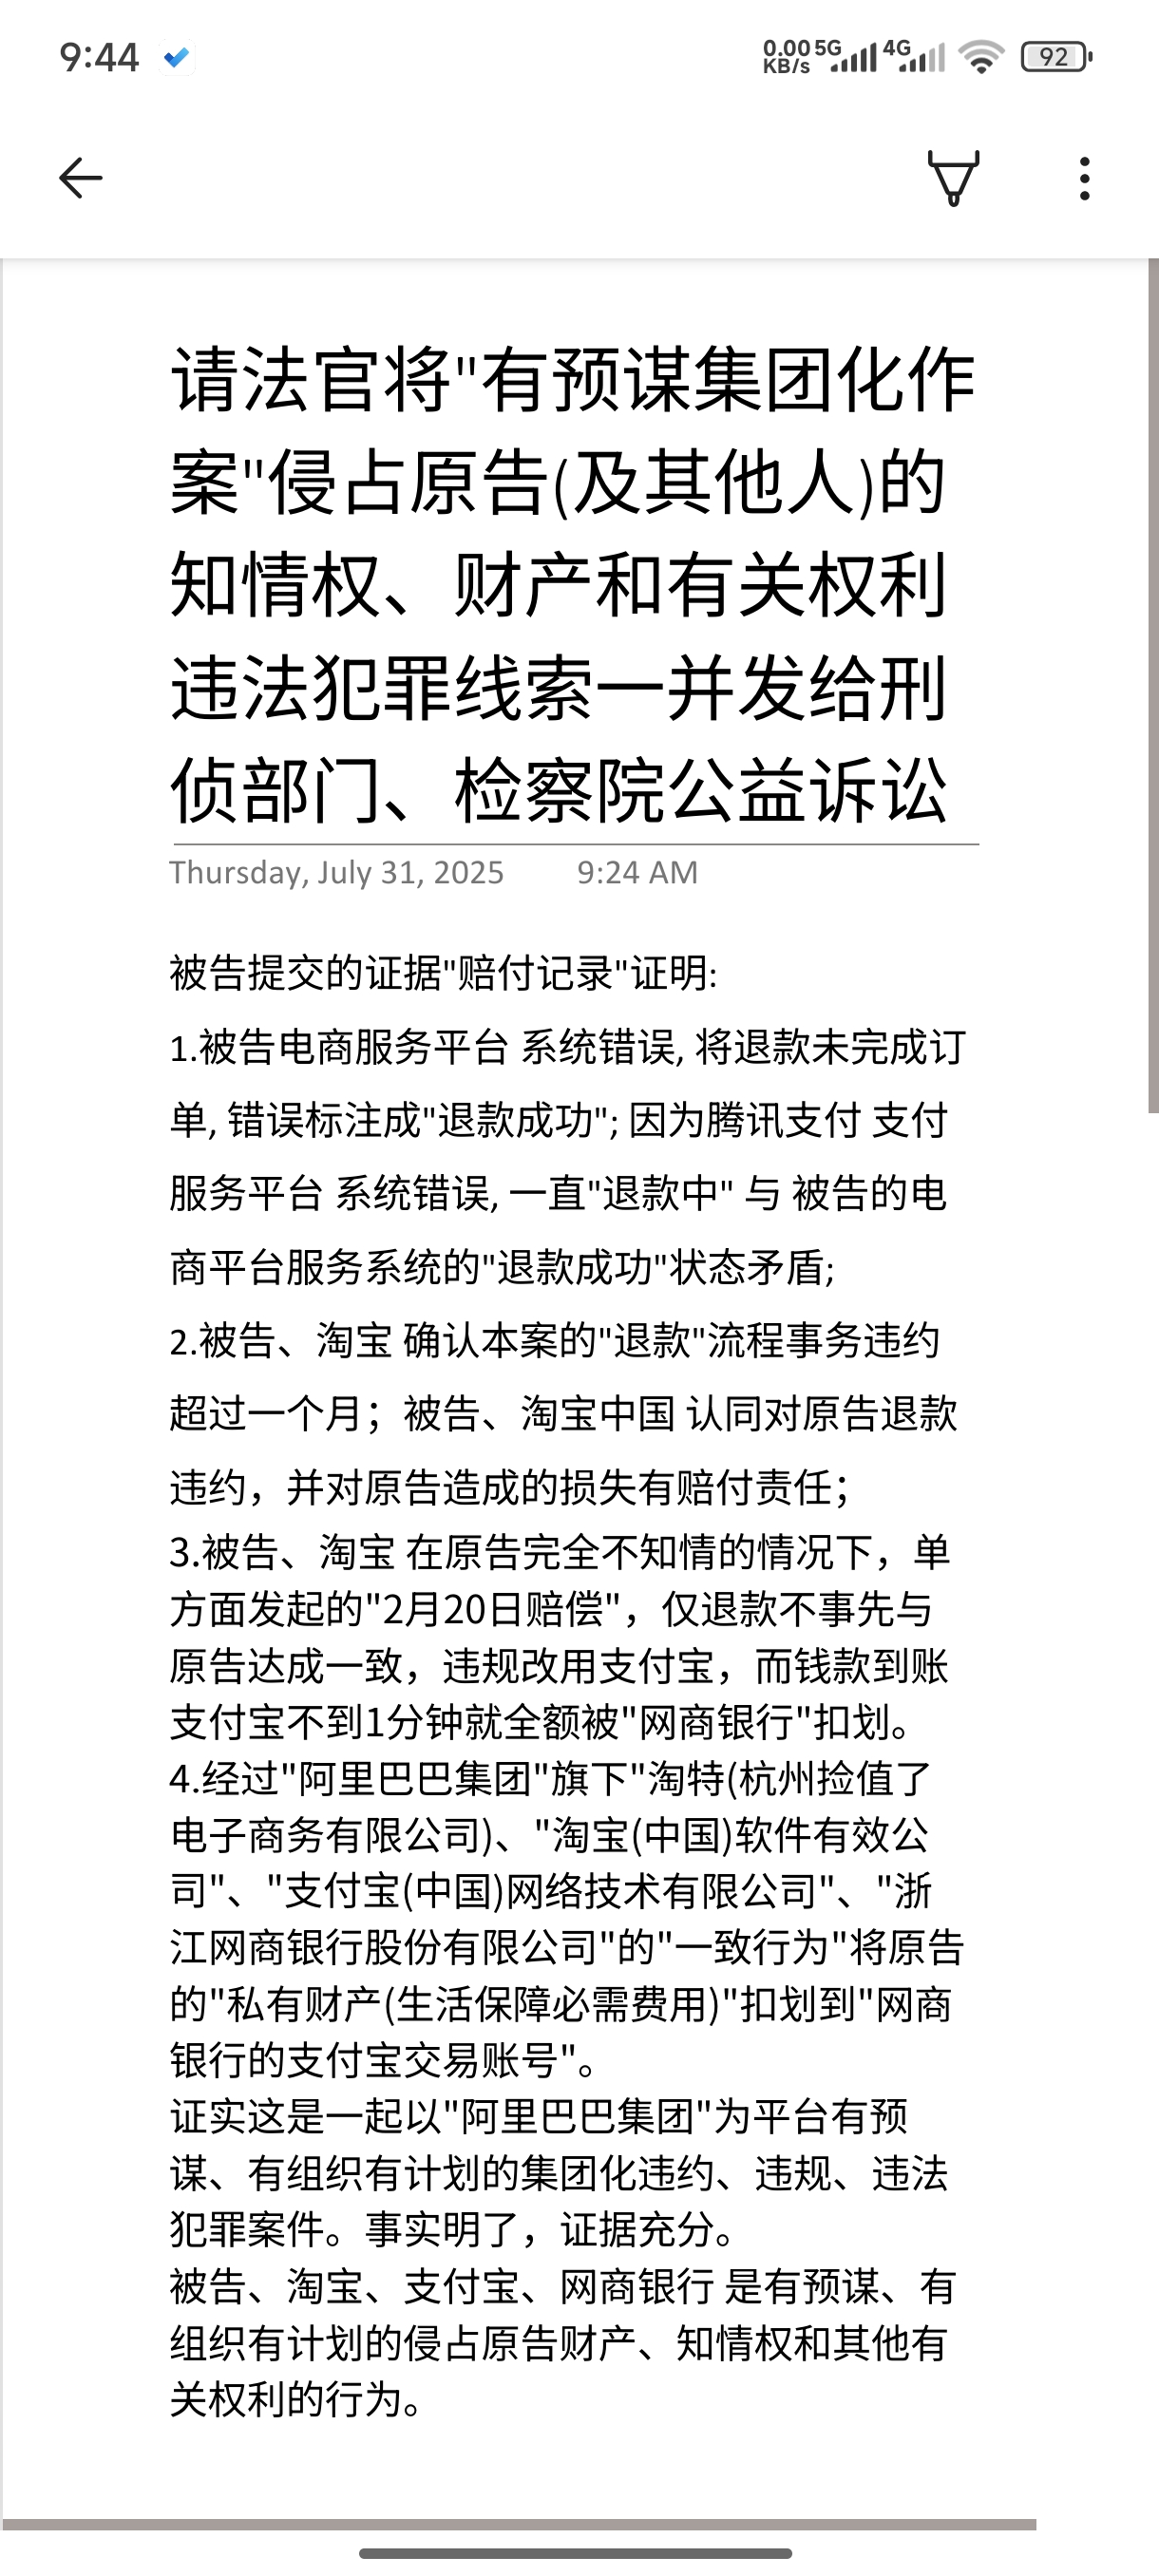 9:44
0.00 KB/s 5G 4G 92
请法官将"有预谋集团化作
案"侵占原告(及其他人)的
知情权、财产和有关权利
违法犯罪线索一并发给刑
侦部门、检察院公益诉讼
Thursday, July 31, 2025 9:24 AM
被告提交的证据"赔付记录"证明:
1.被告电商服务平台 系统错误, 将退款未完成订
单, 错误标注成"退款成功"; 因为腾讯支付 支付
服务平台 系统错误, 一直"退款中" 与 被告的电
商平台服务系统的"退款成功"状态矛盾;
2.被告、淘宝 确认本案的"退款"流程事务违约
超过一个月；被告、淘宝中国 认同对原告退款
违约，并对原告造成的损失有赔付责任；
3.被告、淘宝 在原告完全不知情的情况下，单
方面发起的"2月20日赔偿"，仅退款不事先与
原告达成一致，违规改用支付宝，而钱款到账
支付宝不到1分钟就全额被"网商银行"扣划。
4.经过"阿里巴巴集团"旗下"淘特(杭州捡值了
电子商务有限公司)、"淘宝(中国)软件有效公
司"、"支付宝(中国)网络技术有限公司"、"浙
江网商银行股份有限公司"的"一致行为"将原告
的"私有财产(生活保障必需费用)"扣划到"网商
银行的支付宝交易账号"。
证实这是一起以"阿里巴巴集团"为平台有预
谋、有组织有计划的集团化违约、违规、违法
犯罪案件。事实明了，证据充分。
被告、淘宝、支付宝、网商银行 是有预谋、有
组织有计划的侵占原告财产、知情权和其他有
关权利的行为。